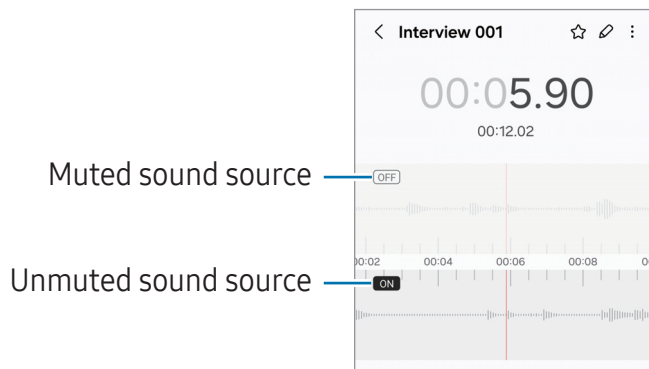 Interview 001
00:05.90
00:12.02
Muted sound source
OFF
00:02 00:04 00:06 00:08
Unmuted sound source
ON